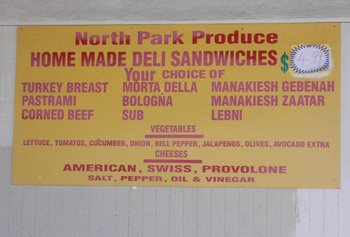 North Park Produce
HOME MADE DELI SANDWICHES $
Your CHOICE OF
TURKEY BREAST MORTA DELLA MANAKIESH GEBENAH
PASTRAMI BOLOGNA MANAKIESH ZAATAR
CORNED BEEF SUB LEBNI
VEGETABLES
LETTUCE, TOMATOS, CUCUMBER, ONION, BELL PEPPER, JALAPENOS, OLIVES, AVOCADO EXTRA
CHEESES
AMERICAN, SWISS, PROVOLONE
SALT, PEPPER, OIL & VINEGAR